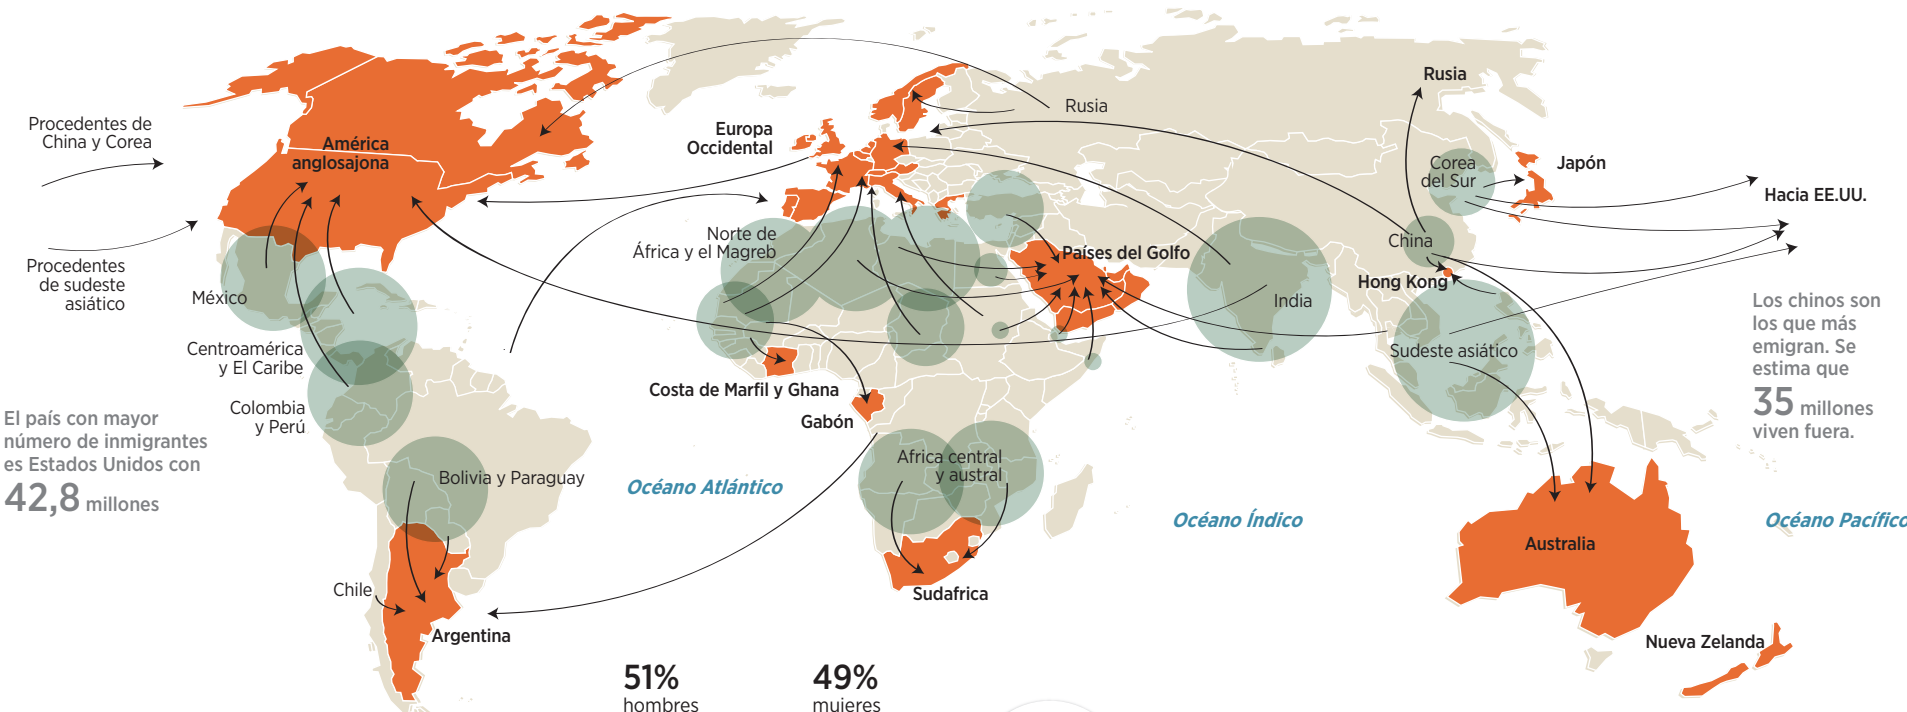 Procedentes de
China y Corea
Procedentes
de sudeste
asiático
América
anglosajona
México
Centroamérica
y El Caribe
Colombia
y Perú
El país con mayor
número de inmigrantes
es Estados Unidos con
42,8 millones
Bolivia y Paraguay
Chile
Argentina
Europa
Occidental
Norte de
África y el Magreb
Costa de Marfil y Ghana
Gabón
Océano Atlántico
Africa central
y austral
Sudafrica
51%
hombres
49%
mujeres
Rusia
Países del Golfo
India
Océano Índico
Rusia
Corea
del Sur
Japón
China
Hong Kong
Sudeste asiático
Hacia EE.UU.
Los chinos son
los que más
emigran. Se
estima que
35 millones
viven fuera.
Océano Pacífico
Australia
Nueva Zelanda